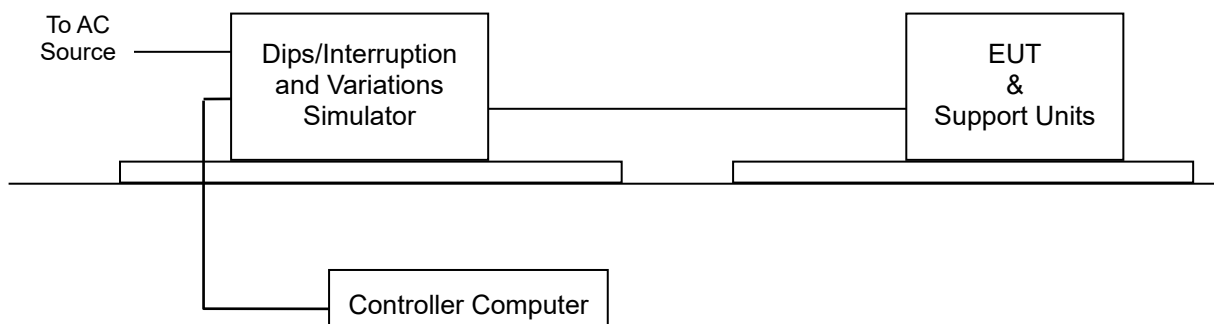 To AC
Source
Dips/Interruption
and Variations
Simulator
EUT
&
Support Units
Controller Computer